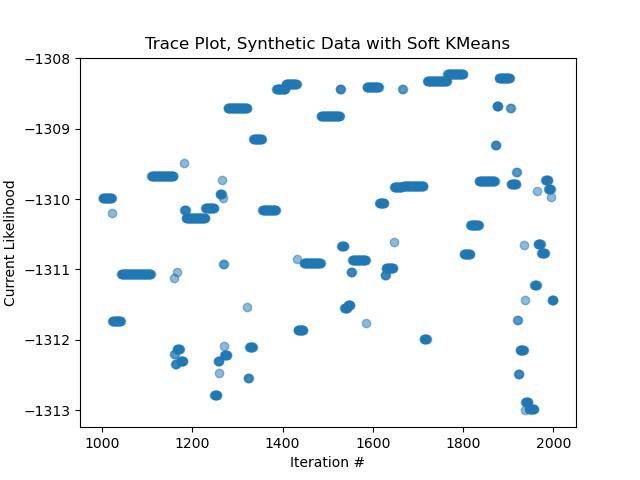 Trace Plot, Synthetic Data with Soft KMeans
−1308
−1309
−1310
−1311
−1312
−1313
Current Likelihood
1000 1200 1400 1600 1800 2000
Iteration #